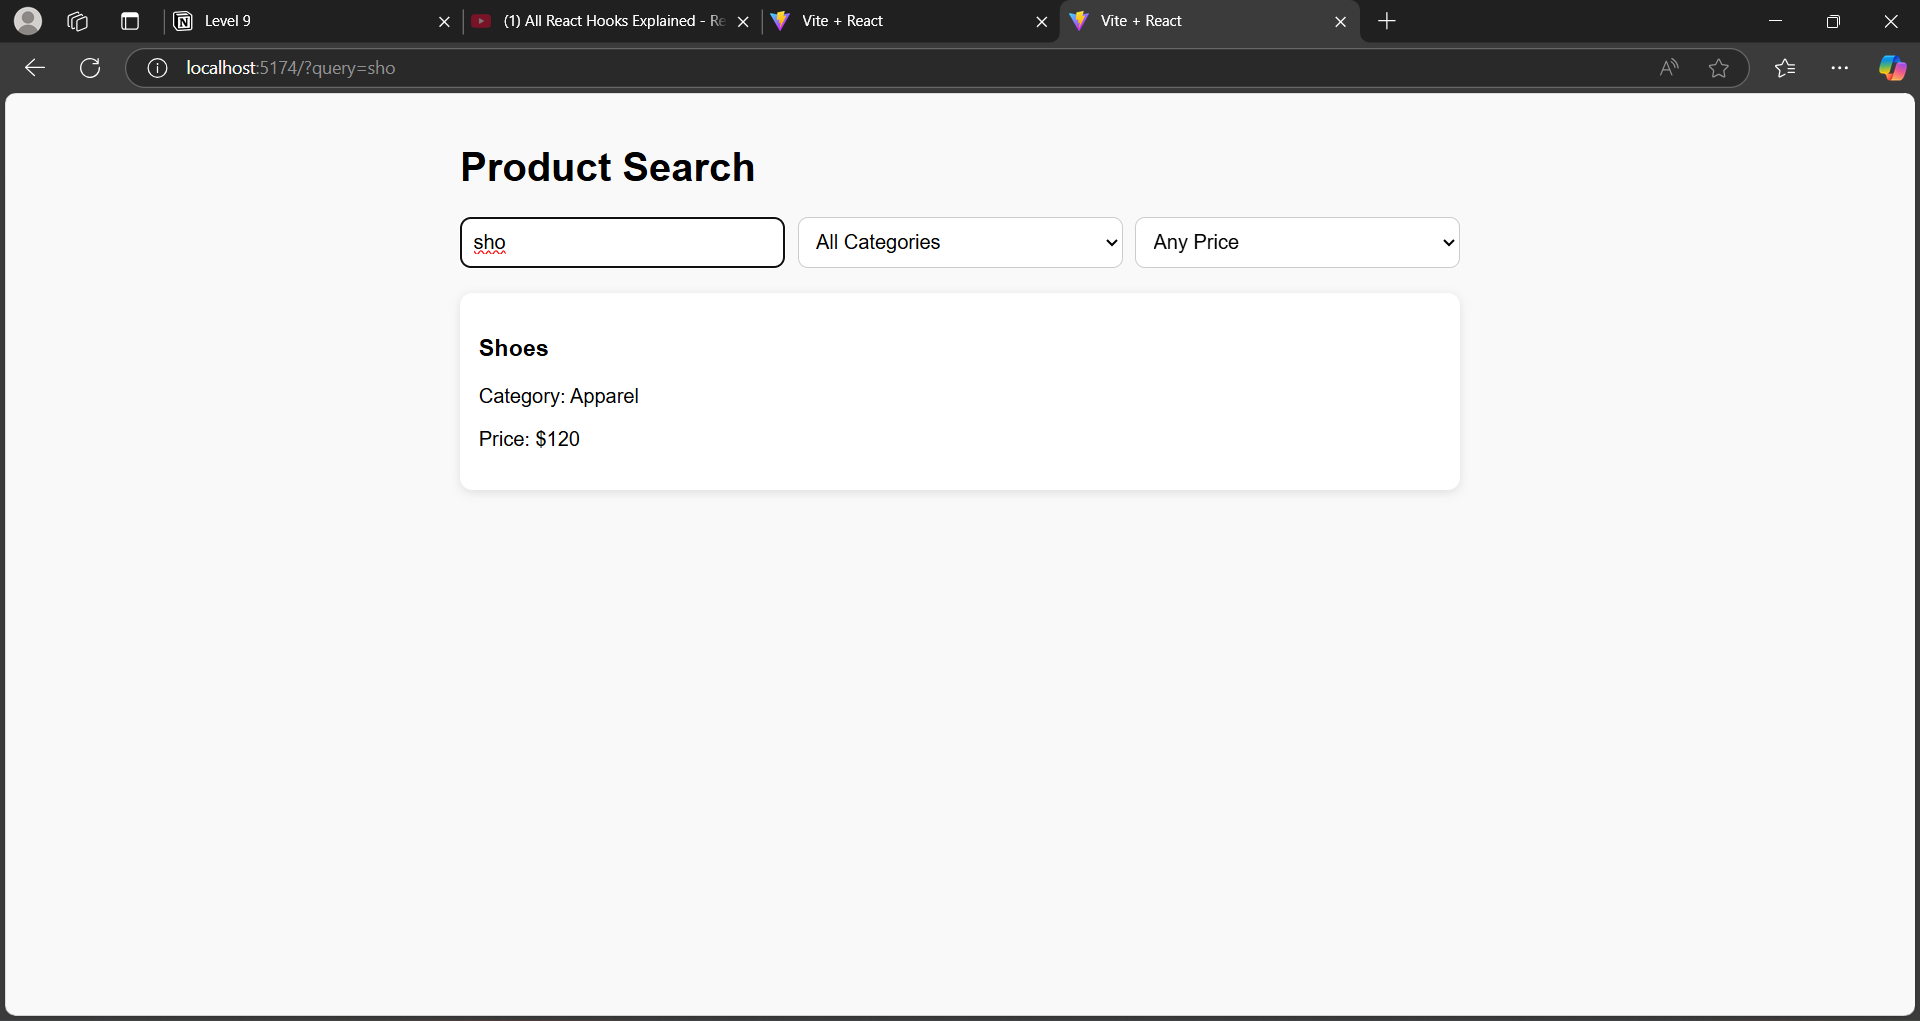 Level 9
(1) All React Hooks Explained - Re
Vite + React
Vite + React
localhost:5174/?query=sho
Product Search
sho
All Categories
Any Price
Shoes
Category: Apparel
Price: $120